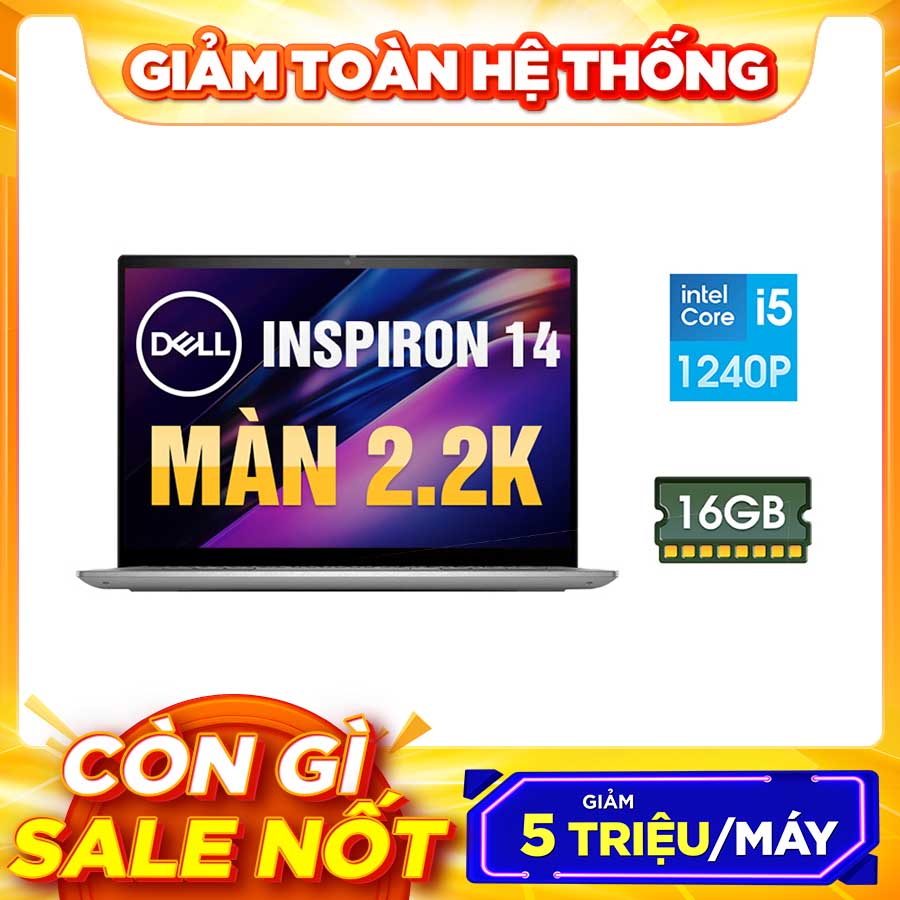 GIẢM TOÀN HỆ THỐNG
DELL INSPIRON 14
MÀN 2.2K
intel
Core i5
1240P
16GB
CÒN GÌ
SALE NỐT
GIẢM
5 TRIỆU/MÁY